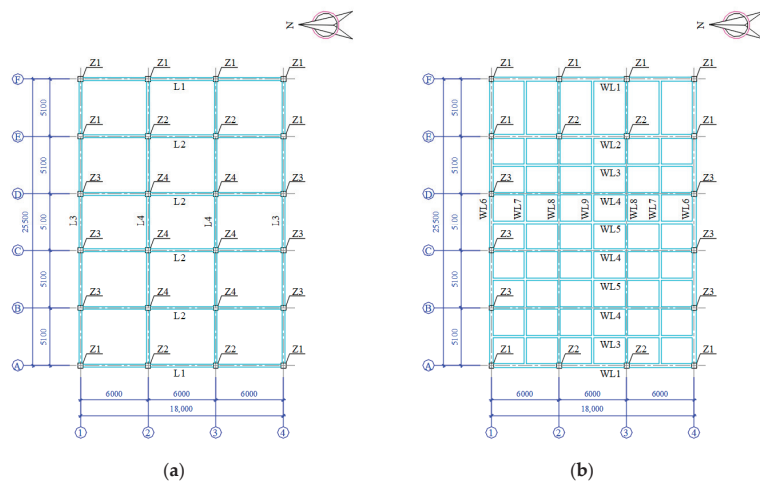 N
Z1 Z1 Z1 Z1
F
L1
5100
Z1 Z2 Z2 Z1
E
L2
5100
Z3 Z4 Z4 Z3
D
L2
25,500 5100 L3 L4 L4 L3
Z3 Z4 Z4 Z3
C
L2
5100
Z3 Z4 Z4 Z3
B
L2
5100
Z1 Z2 Z2 Z1
A
L1
6000 6000 6000
18,000
1 2 3 4
(a)
N
Z1 Z1 Z1 Z1
F
WL1
5100
Z1 Z2 Z2 Z1
E
WL2
5100
WL3
Z3 Z3
D
WL6 WL7 WL8 WL9 WL4 WL8 WL7 WL6
25,500 5100
WL5
Z3 Z3
C
WL4
5100
WL5
Z3 Z3
B
WL4
5100
WL3
Z1 Z2 Z2 Z1
A
WL1
6000 6000 6000
18,000
1 2 3 4
(b)